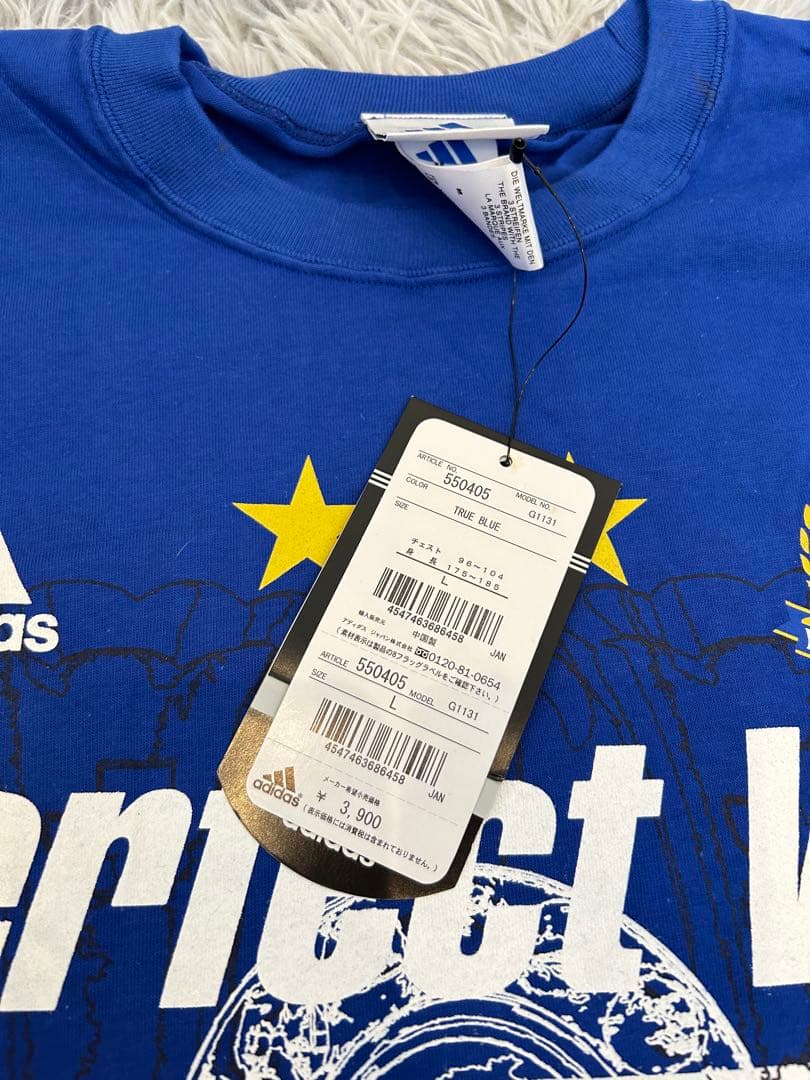 DIE WELTMARKE MIT DEN
3 STREIFEN
THE BRAND WITH THE
3 STRIPES
LA MARQUE AUX
3 BANDES
ARTICLE NO. 550405 MODEL NO. G1131
COLOR TRUE BLUE
SIZE
チェスト 96~104
身長 175~185
L
4547463686458 JAN
輸入販売元 中国製
アディダス ジャパン株式会社 0120-81-0654
(素材表示は製品の8フラッグラベルをご確認下さい。)
ARTICLE 550405 MODEL G1131
SIZE L
4547463686458 JAN
adidas
メーカー希望小売価格
¥ 3,900
(表示価格には消費税は含まれておりません。)
adidas
das
erfect